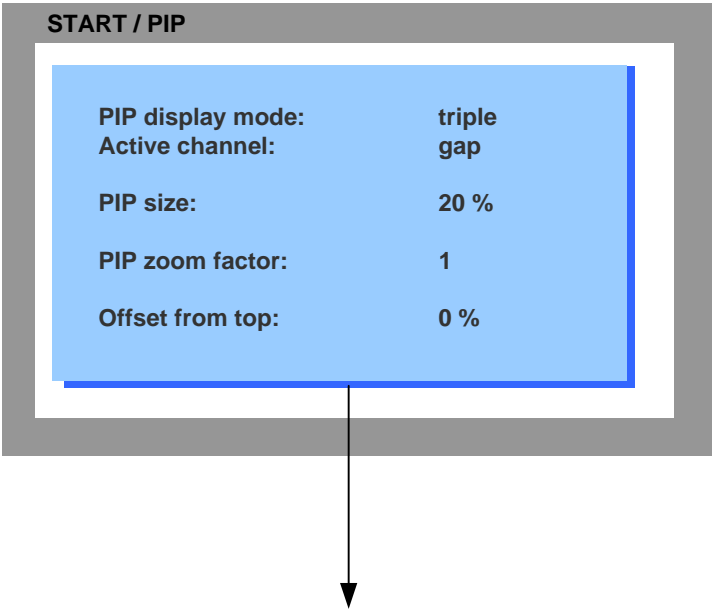 START / PIP
PIP display mode: triple
Active channel: gap
PIP size: 20 %
PIP zoom factor: 1
Offset from top: 0 %